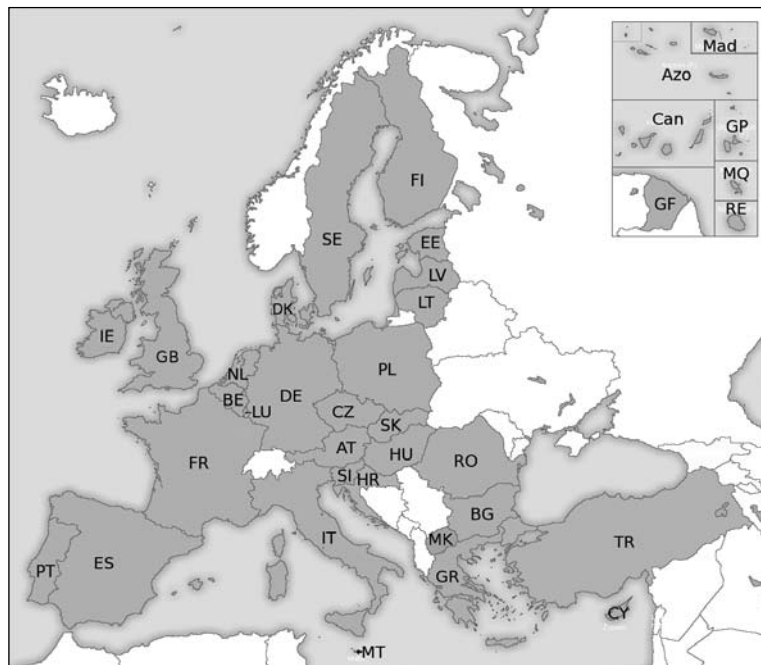 Mad
Azo
Can
GP
MQ
GF
RE
FI
SE
EE
LV
LT
DK
IE
GB
NL
BE
-LU
DE
PL
CZ
SK
AT
HU
FR
SI
HR
RO
BG
IT
MK
TR
PT
ES
GR
CY
MT